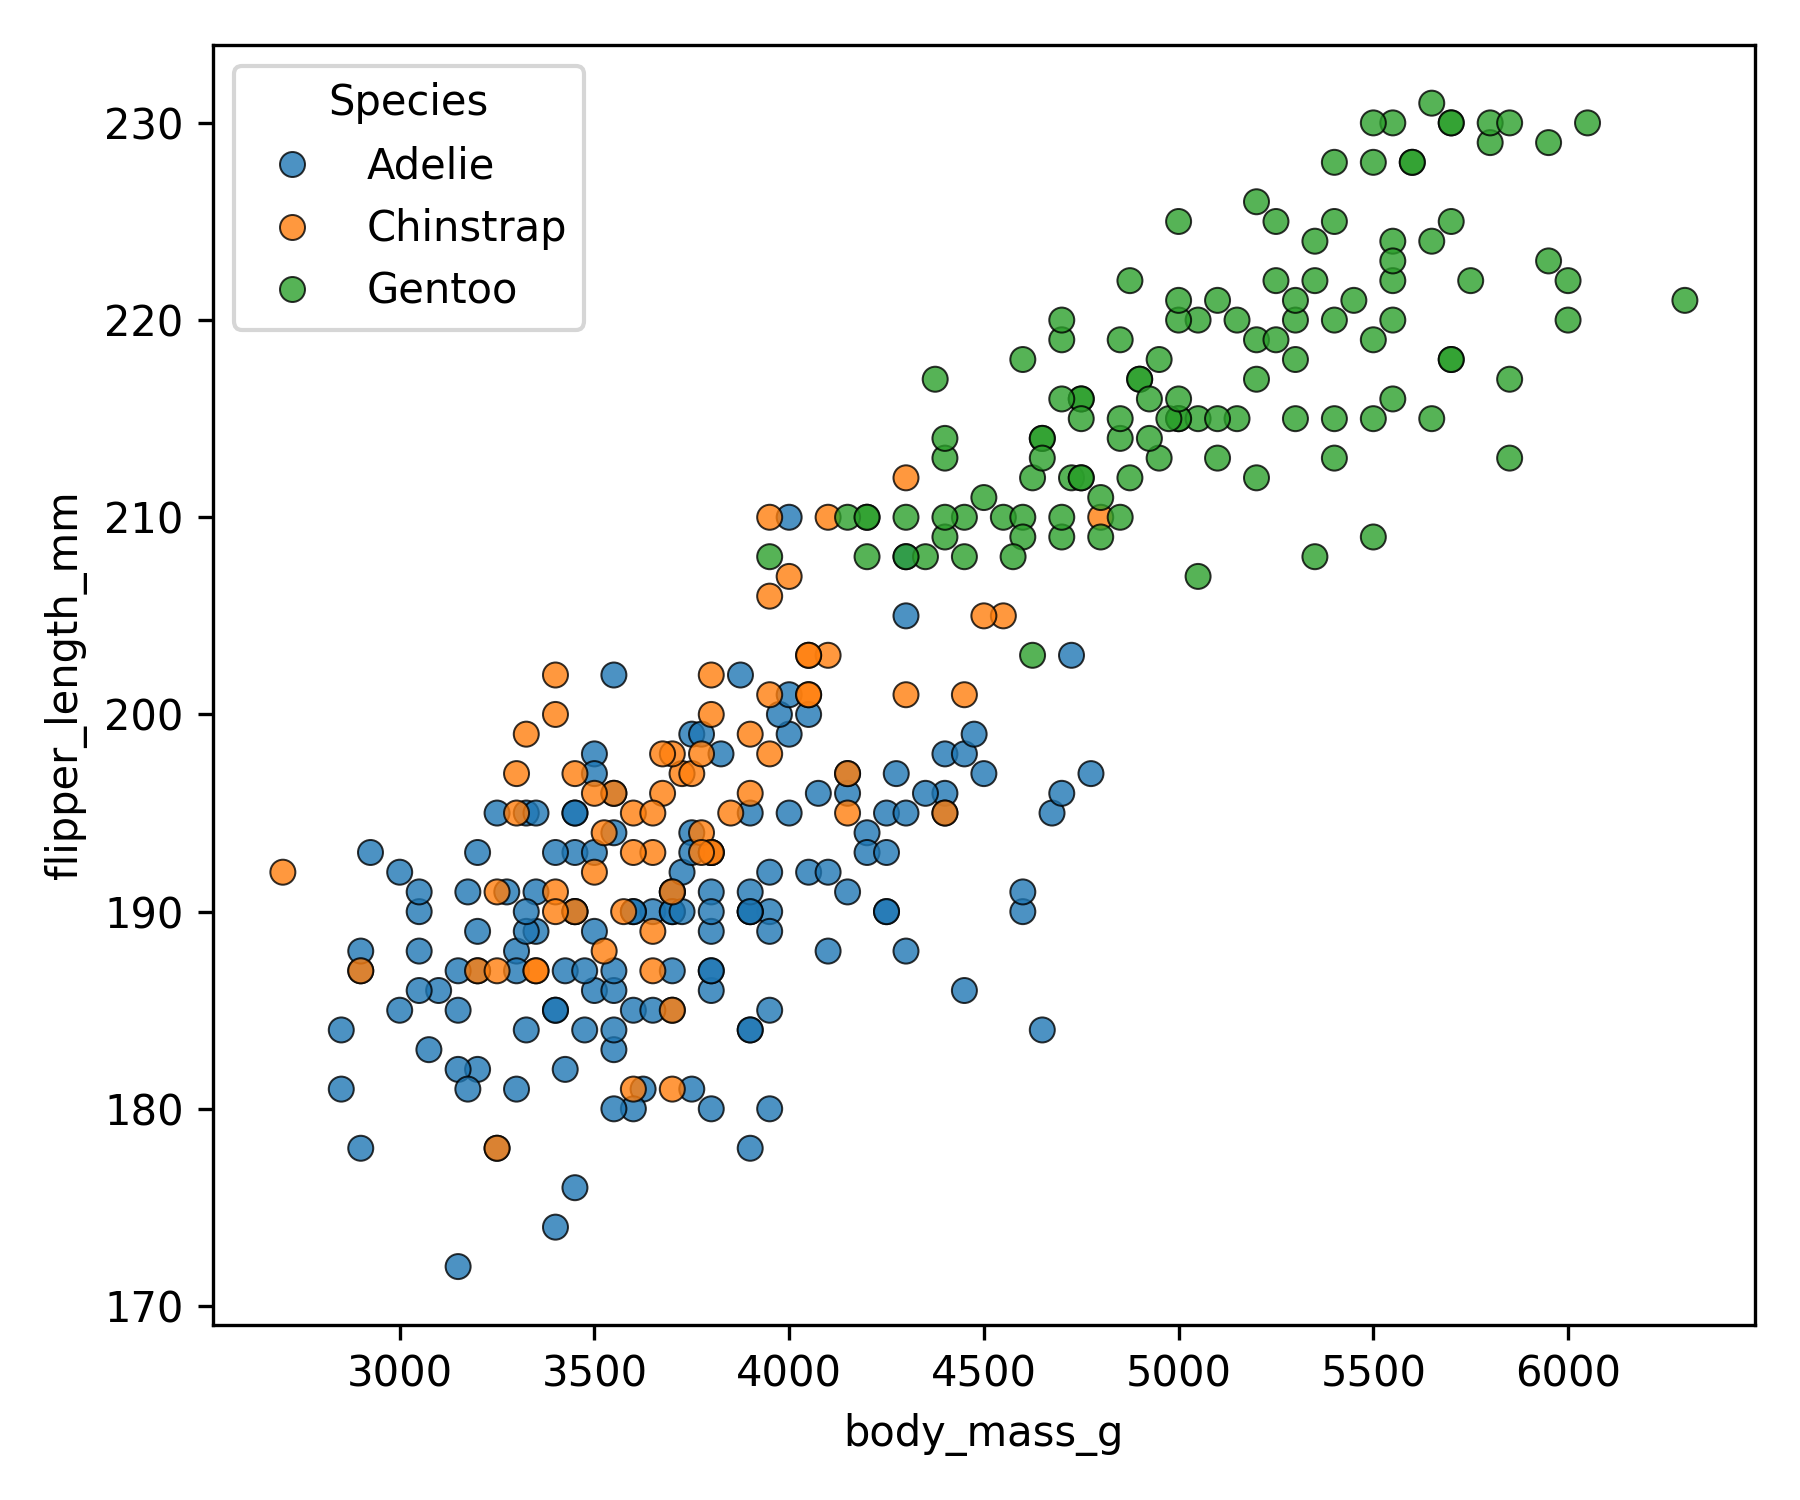 Species
Adelie
Chinstrap
Gentoo
230
220
210
200
190
180
170
flipper_length_mm
3000 3500 4000 4500 5000 5500 6000
body_mass_g